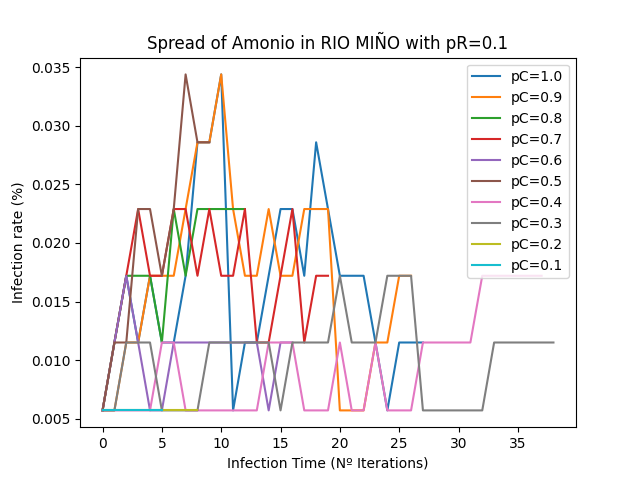 Spread of Amonio in RIO MIÑO with pR=0.1
Infection rate (%)
0.035
0.030
0.025
0.020
0.015
0.010
0.005
pC=1.0
pC=0.9
pC=0.8
pC=0.7
pC=0.6
pC=0.5
pC=0.4
pC=0.3
pC=0.2
pC=0.1
0 5 10 15 20 25 30 35
Infection Time (Nº Iterations)